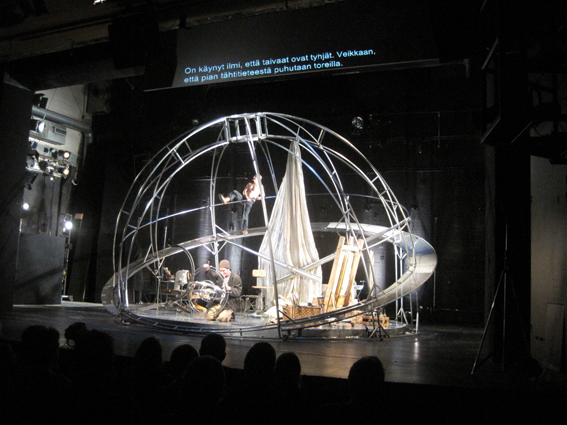 On käynyt ilmi, että taivaat ovat tyhjät. Veikkaan,
että pian tähtitieteestä puhutaan toreilla.